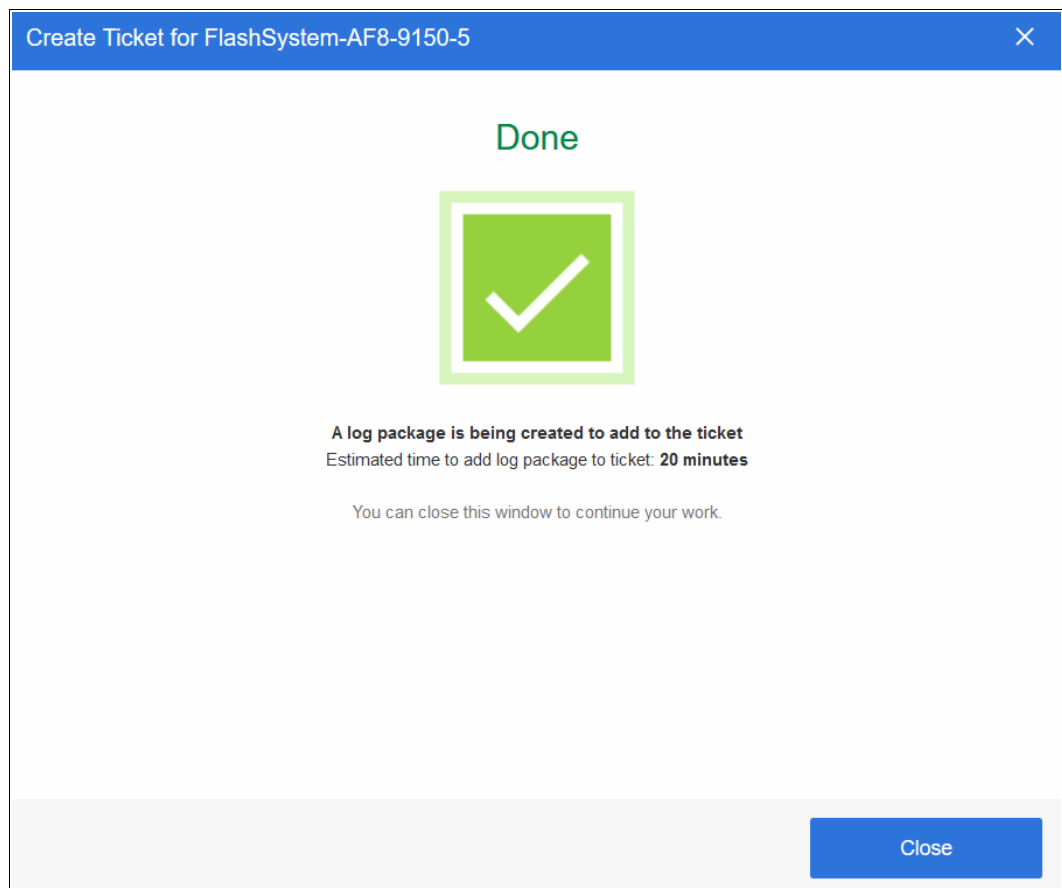 Create Ticket for FlashSystem-AF8-9150-5
Done
A log package is being created to add to the ticket
Estimated time to add log package to ticket: 20 minutes
You can close this window to continue your work.
Close